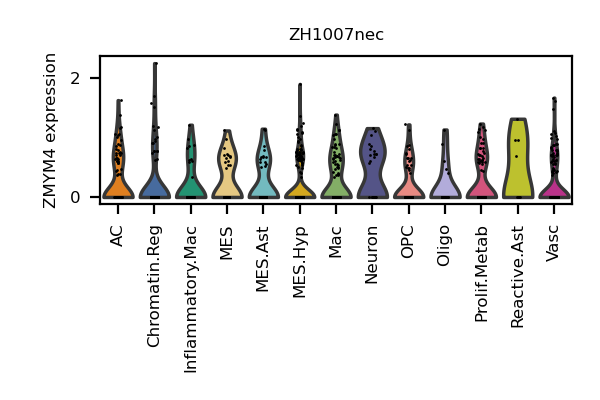 ZH1007nec
ZMYM4 expression
2
0
AC
Chromatin.Reg
Inflammatory.Mac
MES
MES.Ast
MES.Hyp
Mac
Neuron
OPC
Oligo
Prolif.Metab
Reactive.Ast
Vasc